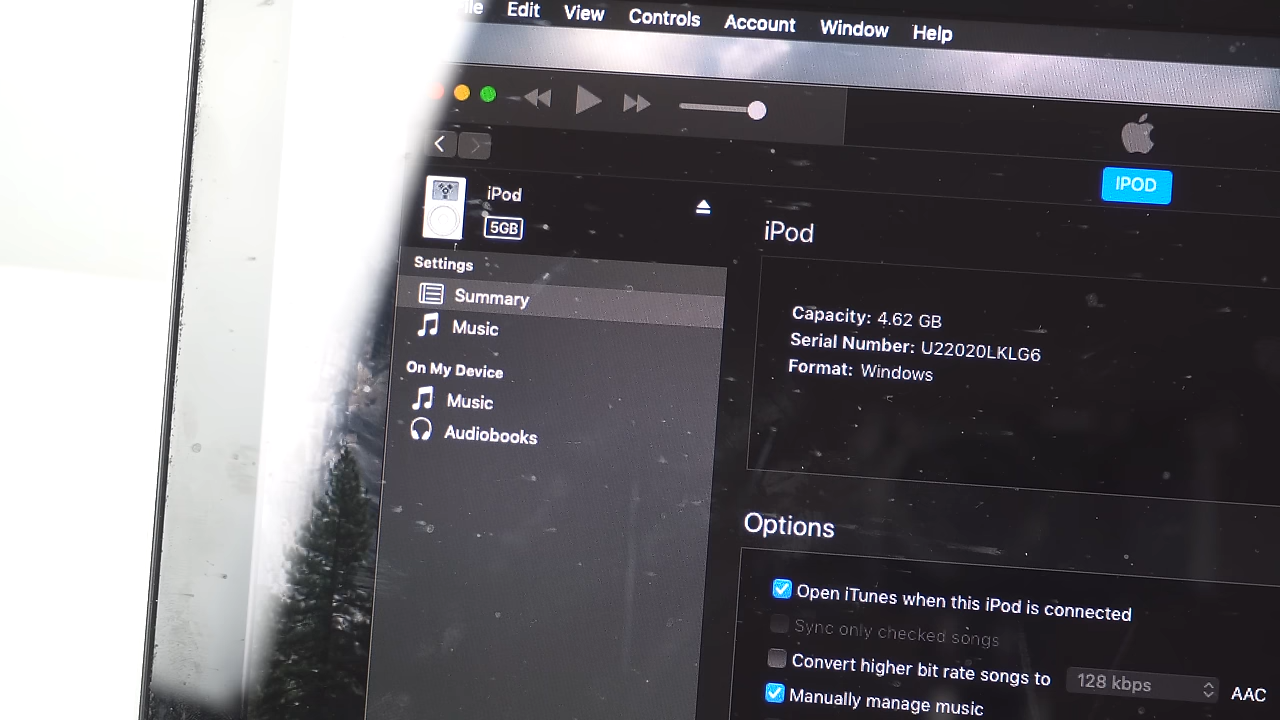 Edit View Controls Account Window Help
IPOD
iPod
5GB
Settings
Summary
Music
On My Device
Music
Audiobooks
iPod
Capacity: 4.62 GB
Serial Number: U22020LKLG6
Format: Windows
Options
Open iTunes when this iPod is connected
Sync only checked songs
Convert higher bit rate songs to 128 kbps AAC
Manually manage music